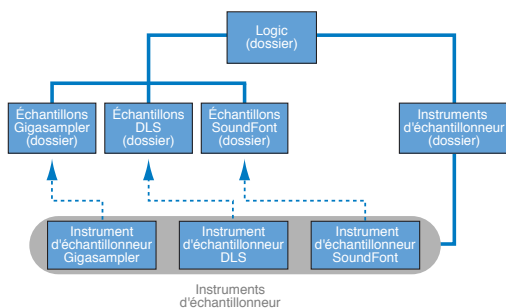 Logic
(dossier)
Échantillons
Gigasampler
(dossier)
Échantillons
DLS
(dossier)
Échantillons
SoundFont
(dossier)
Instruments
d'échantillonneur
(dossier)
Instrument
d'échantillonneur
Gigasampler
Instrument
d'échantillonneur
DLS
Instrument
d'échantillonneur
SoundFont
Instruments
d'échantillonneur